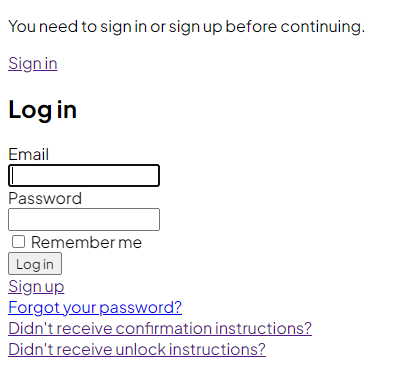 You need to sign in or sign up before continuing.
Sign in
Log in
Email
Password
Remember me
Log in
Sign up
Forgot your password?
Didn't receive confirmation instructions?
Didn't receive unlock instructions?